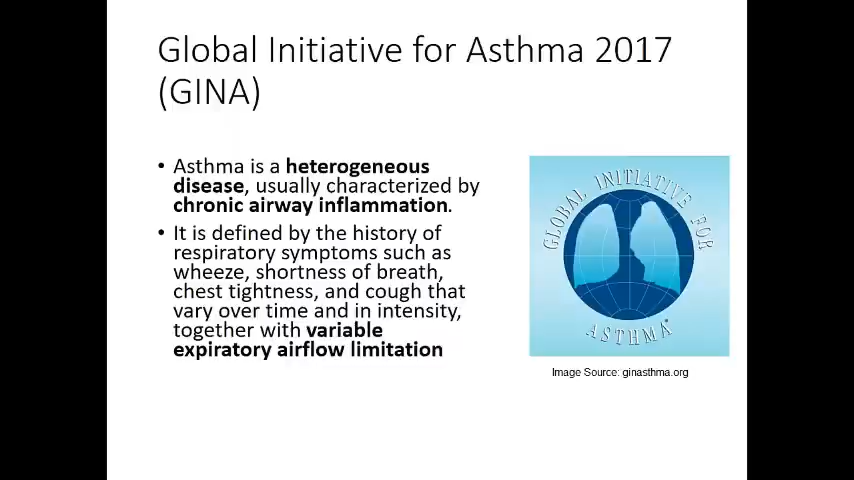 Global Initiative for Asthma 2017
(GINA)
• Asthma is a heterogeneous
disease, usually characterized by
chronic airway inflammation.
• It is defined by the history of
respiratory symptoms such as
wheeze, shortness of breath,
chest tightness, and cough that
vary over time and in intensity,
together with variable
expiratory airflow limitation
GLOBAL INITIATIVE FOR
ASTHMA
Image Source: ginasthma.org